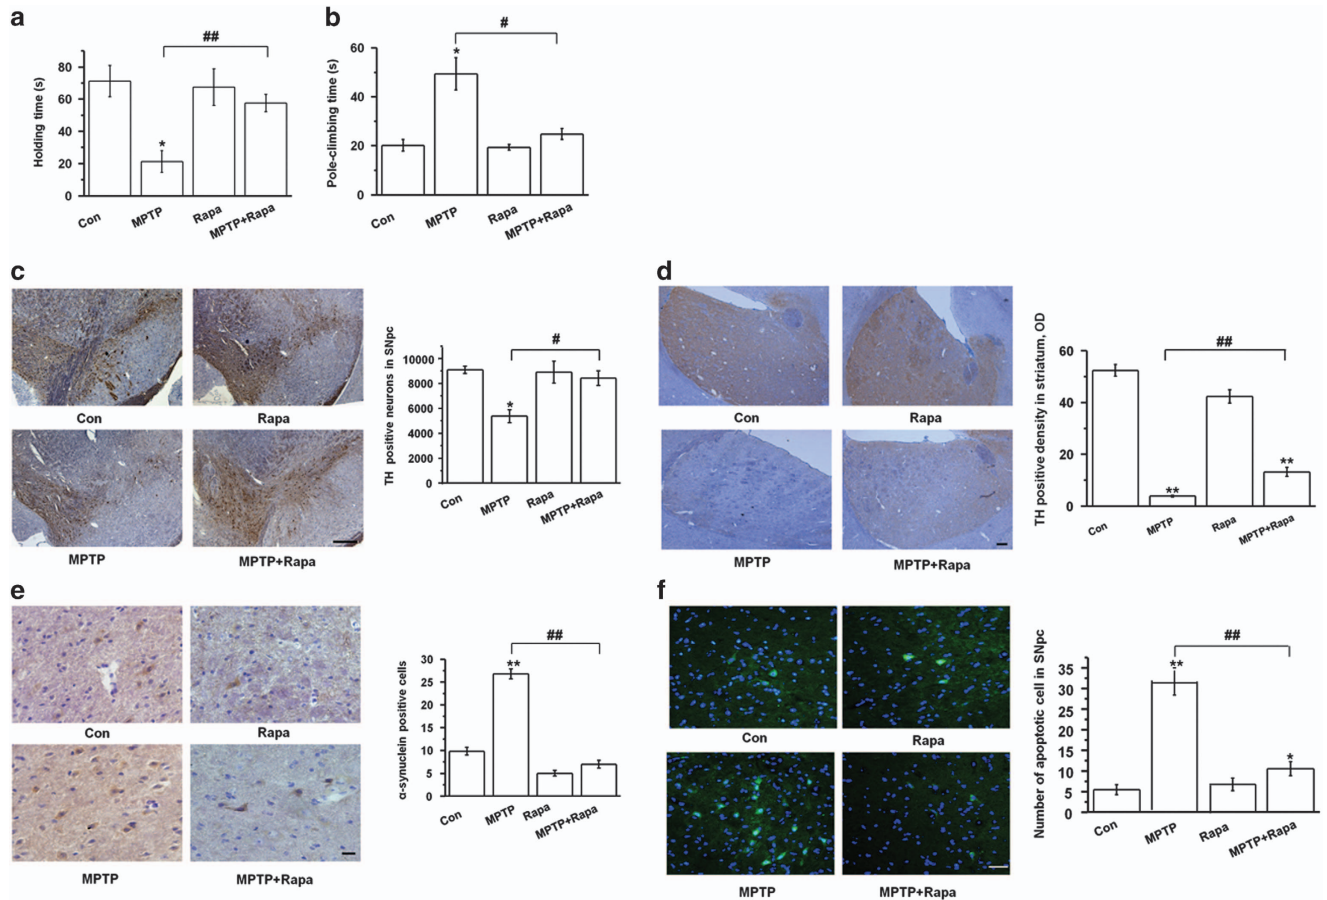 a
##
Holding time (s)
80
60
40
20
0
*
Con
MPTP
Rapa
MPTP+Rapa
b
#
Pole-climbing time (s)
60
40
20
0
*
Con
MPTP
Rapa
MPTP+Rapa
c
Con
Rapa
MPTP
MPTP+Rapa
#
TH positive neurons in SNpc
10000
8000
6000
4000
2000
0
*
Con
MPTP
Rapa
MPTP+Rapa
d
Con
Rapa
MPTP
MPTP+Rapa
##
TH positive density in striatum, OD
60
40
20
0
**
**
Con
MPTP
Rapa
MPTP+Rapa
e
Con
Rapa
MPTP
MPTP+Rapa
##
α-synuclein positive cells
30
25
20
15
10
5
0
**
Con
MPTP
Rapa
MPTP+Rapa
f
Con
Rapa
MPTP
MPTP+Rapa
##
Number of apoptotic cell in SNpc
35
30
25
20
15
10
5
0
**
*
Con
MPTP
Rapa
MPTP+Rapa